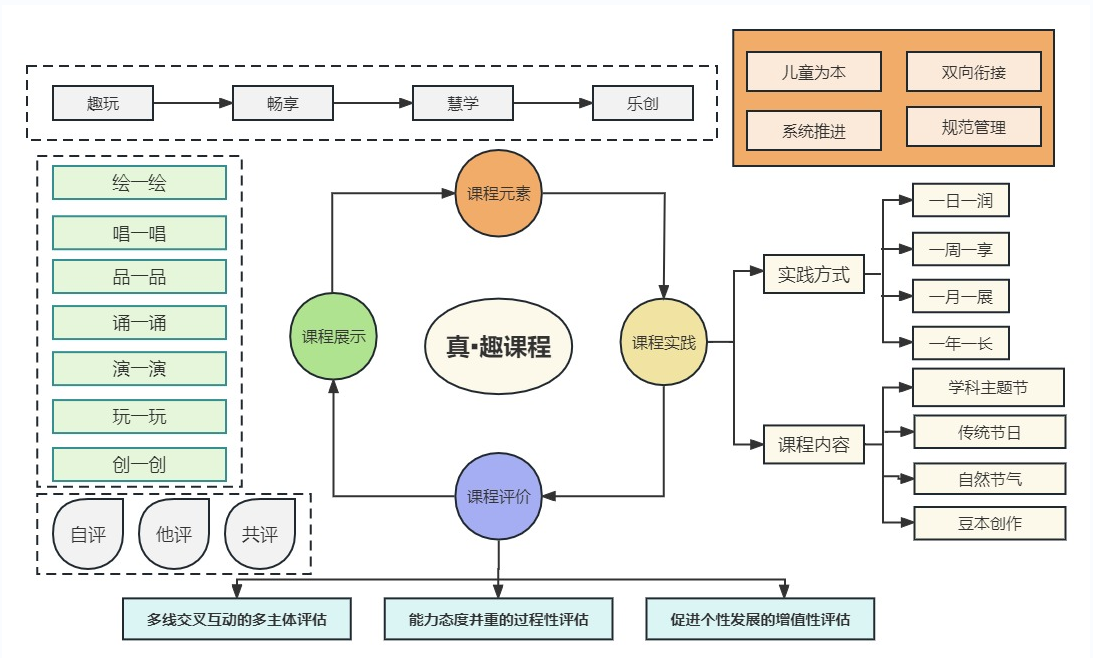 趣玩
畅享
慧学
乐创
儿童为本
双向衔接
系统推进
规范管理
绘一绘
唱一唱
品一品
诵一诵
演一演
玩一玩
创一创
自评
他评
共评
课程元素
课程展示
真·趣课程
课程实践
课程评价
实践方式
一日一润
一周一享
一月一展
一年一长
课程内容
学科主题节
传统节日
自然节气
豆本创作
多线交叉互动的多主体评估
能力态度并重的过程性评估
促进个性发展的增值性评估